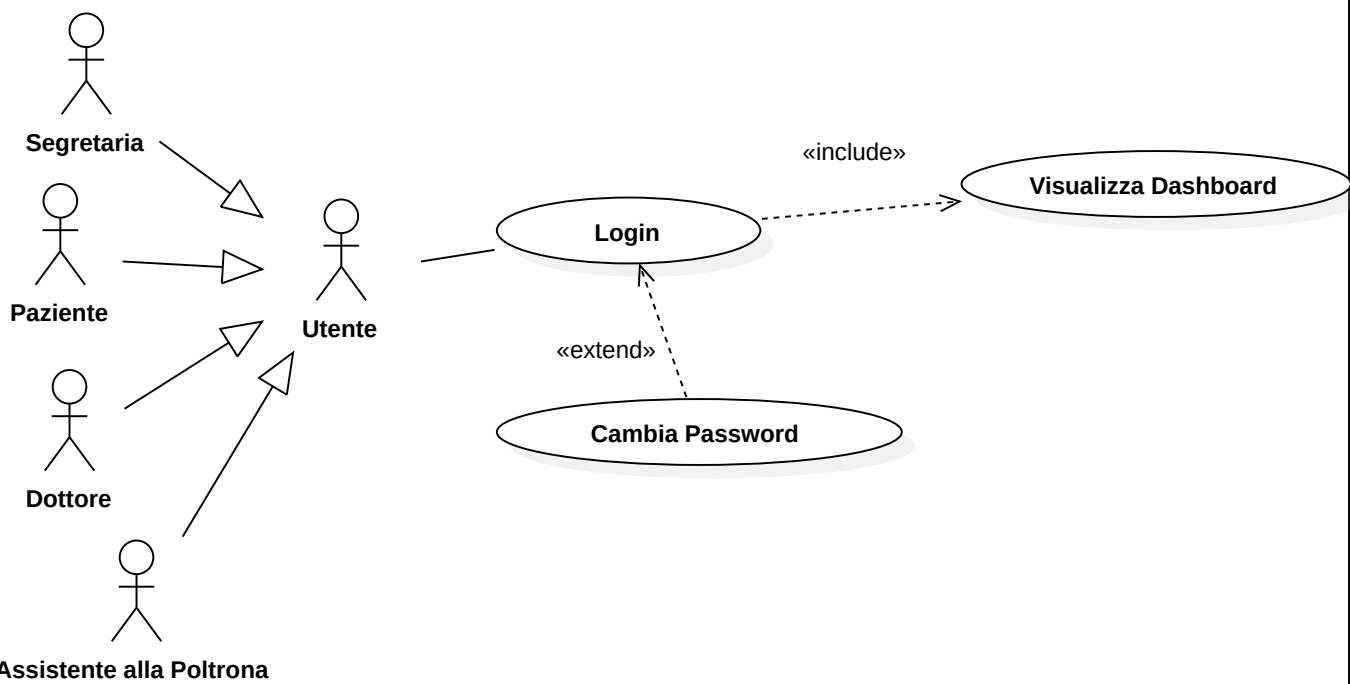 Segretaria
«include»
Visualizza Dashboard
Login
Paziente
Utente
«extend»
Cambia Password
Dottore
Assistente alla Poltrona